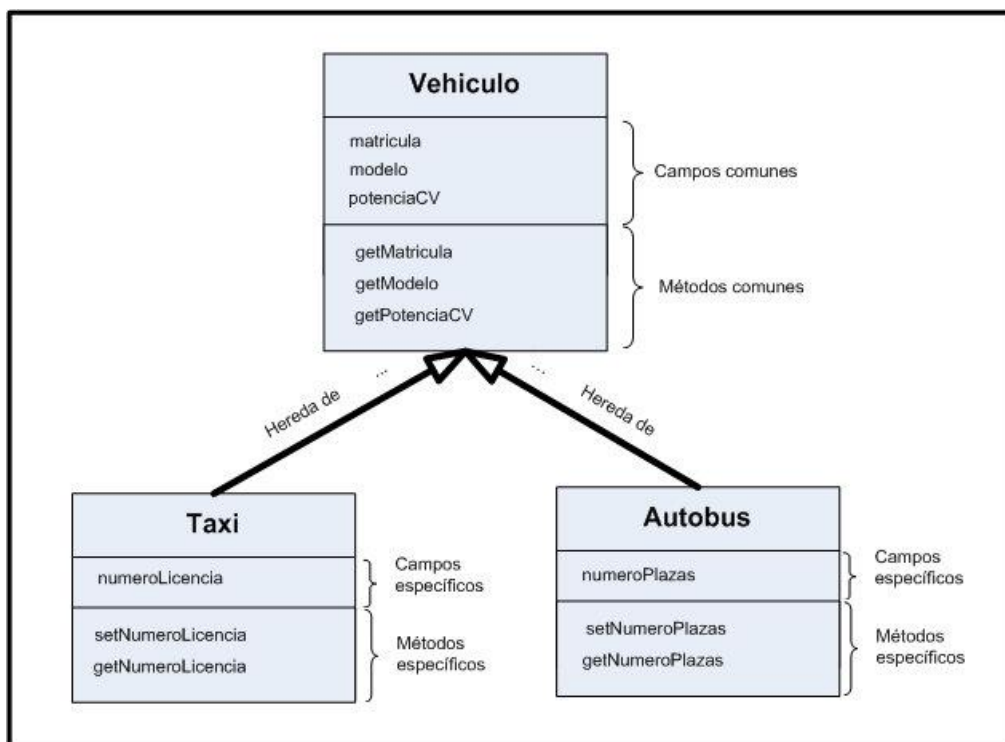 Vehiculo
matricula
modelo
potenciaCV
Campos comunes
getMatricula
getModelo
getPotenciaCV
Métodos comunes
...
...
Hereda de
Hereda de
Taxi
numeroLicencia
Campos
específicos
setNumeroLicencia
getNumeroLicencia
Métodos
específicos
Autobus
numeroPlazas
Campos
específicos
setNumeroPlazas
getNumeroPlazas
Métodos
específicos